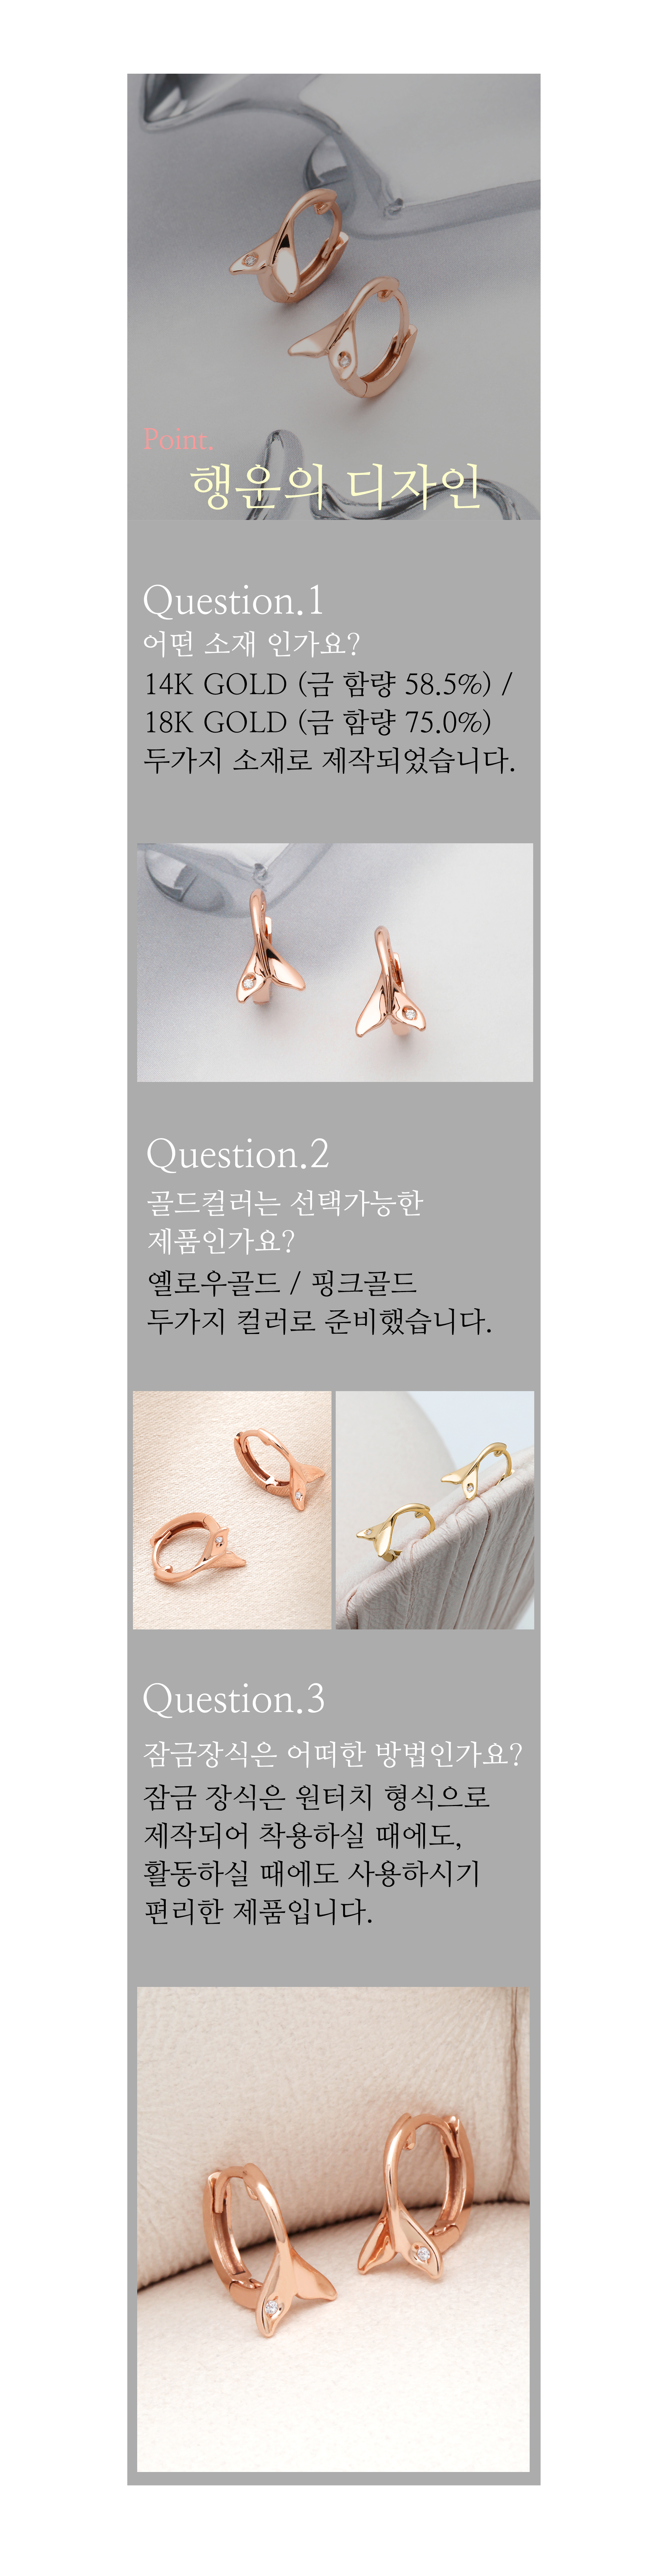 Point.
행운의 디자인
Question.1
어떤 소재 인가요?
14K GOLD (금 함량 58.5%) /
18K GOLD (금 함량 75.0%)
두가지 소재로 제작되었습니다.
Question.2
골드컬러는 선택가능한
제품인가요?
옐로우골드 / 핑크골드
두가지 컬러로 준비했습니다.
Question.3
잠금장식은 어떠한 방법인가요?
잠금 장식은 원터치 형식으로
제작되어 착용하실 때에도,
활동하실 때에도 사용하시기
편리한 제품입니다.